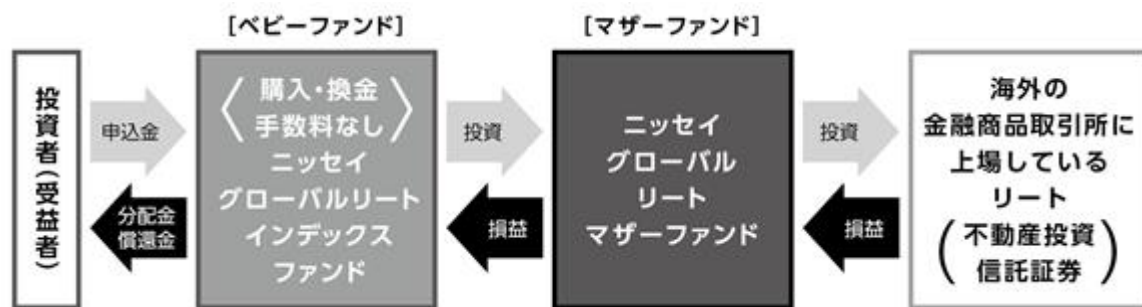 [ベビーファンド]
[マザーファンド]
投資者(受益者)
申込金
分配金
償還金
〈購入・換金
手数料なし〉
ニッセイ
グローバルリート
インデックス
ファンド
投資
損益
ニッセイ
グローバル
リート
マザーファンド
投資
損益
海外の
金融商品取引所に
上場している
リート
(不動産投資
信託証券)